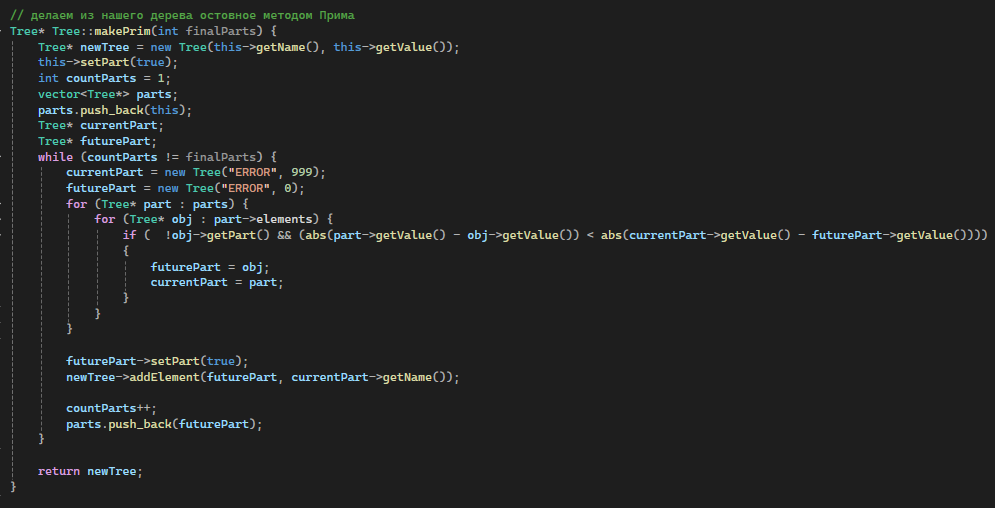 // делаем из нашего дерева остовное методом Прима
Tree* Tree::makePrim(int finalParts) {
    Tree* newTree = new Tree(this->getName(), this->getValue());
    this->setPart(true);
    int countParts = 1;
    vector<Tree*> parts;
    parts.push_back(this);
    Tree* currentPart;
    Tree* futurePart;
    while (countParts != finalParts) {
        currentPart = new Tree("ERROR", 999);
        futurePart = new Tree("ERROR", 0);
        for (Tree* part : parts) {
            for (Tree* obj : part->elements) {
                if (  !obj->getPart() && (abs(part->getValue() - obj->getValue()) < abs(currentPart->getValue() - futurePart->getValue())))
                {
                    futurePart = obj;
                    currentPart = part;
                }
            }
        }

        futurePart->setPart(true);
        newTree->addElement(futurePart, currentPart->getName());

        countParts++;
        parts.push_back(futurePart);
    }

    return newTree;
}